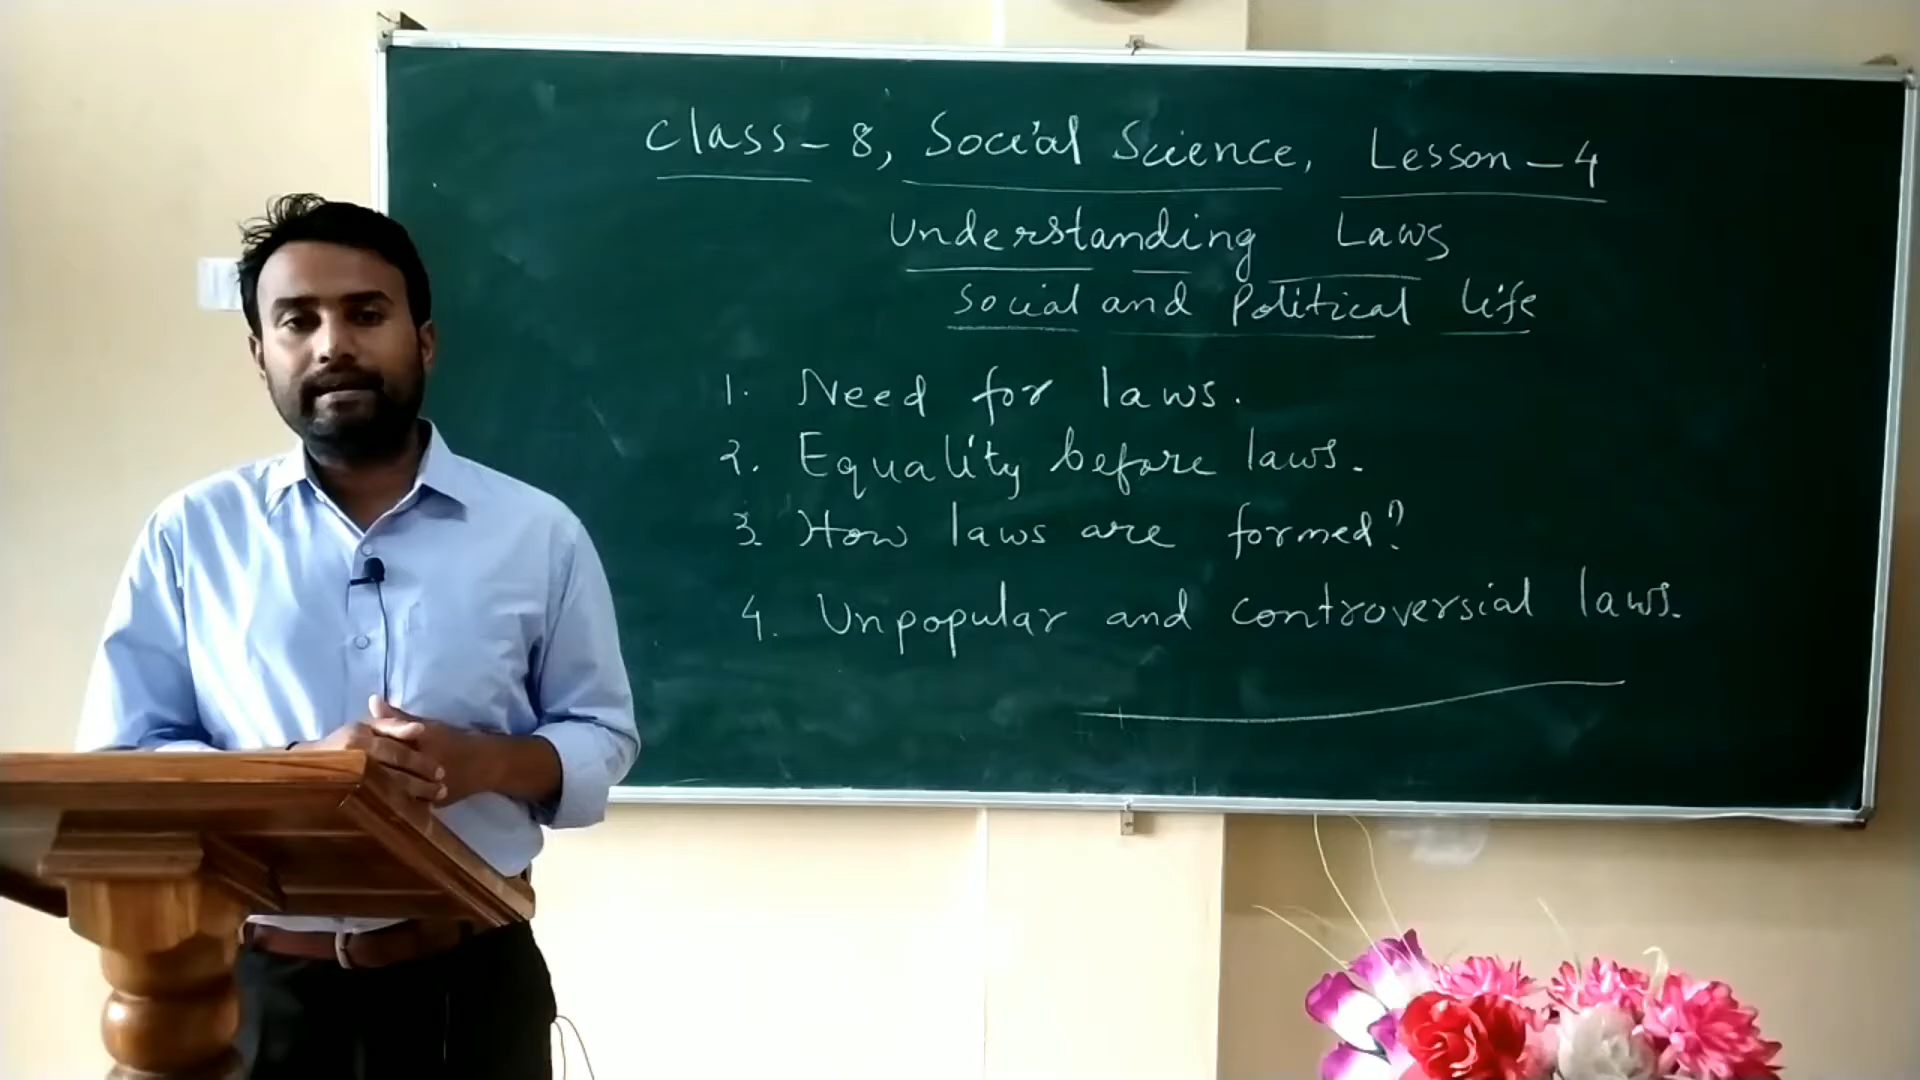 Class - 8, Social Science, Lesson - 4
Understanding Laws
Social and Political life
1. Need for laws.
2. Equality before laws.
3. How laws are formed?
4. Unpopular and controversial laws.